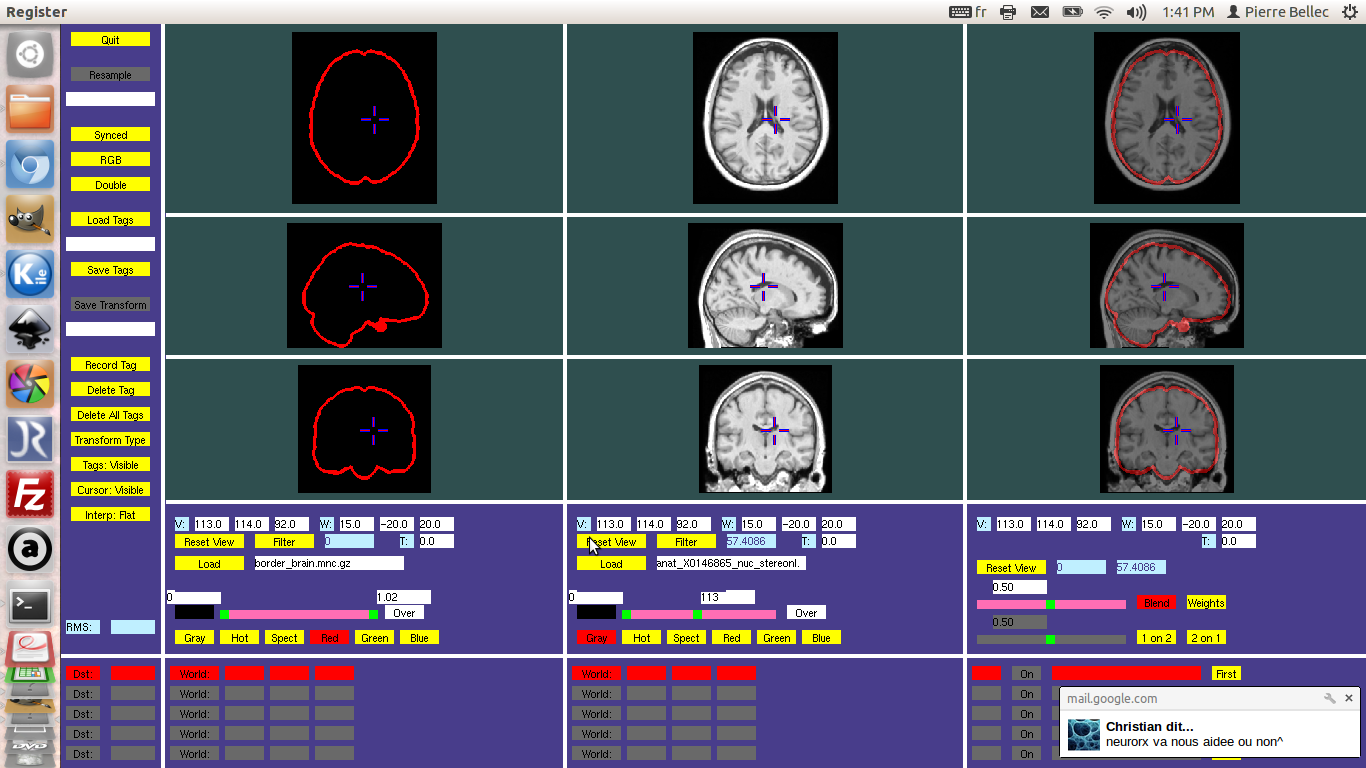 Register
fr
1:41 PM
Pierre Bellec
Quit
Resample
Synced
RGB
Double
Load Tags
Save Tags
Save Transform
Record Tag
Delete Tag
Delete All Tags
Transform Type
Tags: Visible
Cursor: Visible
Interp: Flat
RMS:
V: 113.0 114.0 92.0 W: 15.0 -20.0 20.0
Reset View Filter 0 T: 0.0
Load border_brain.mnc.gz
0 1.02
Over
Gray Hot Spect Red Green Blue
V: 113.0 114.0 92.0 W: 15.0 -20.0 20.0
Reset View Filter 57.4086 T: 0.0
Load anat_X0146865_nuc_stereonl.
0 113
Over
Gray Hot Spect Red Green Blue
V: 113.0 114.0 92.0 W: 15.0 -20.0 20.0
T: 0.0
Reset View 0 57.4086
0.50
Blend Weights
0.50
1 on 2 2 on 1
Dst: World: World: On First
Dst: World: World: On
Dst: World: World: On
Dst: World: World: On
Dst: World: World: On
mail.google.com
Christian dit...
neurorx va nous aidee ou non^
Kile
JR
Fz
a
DVD